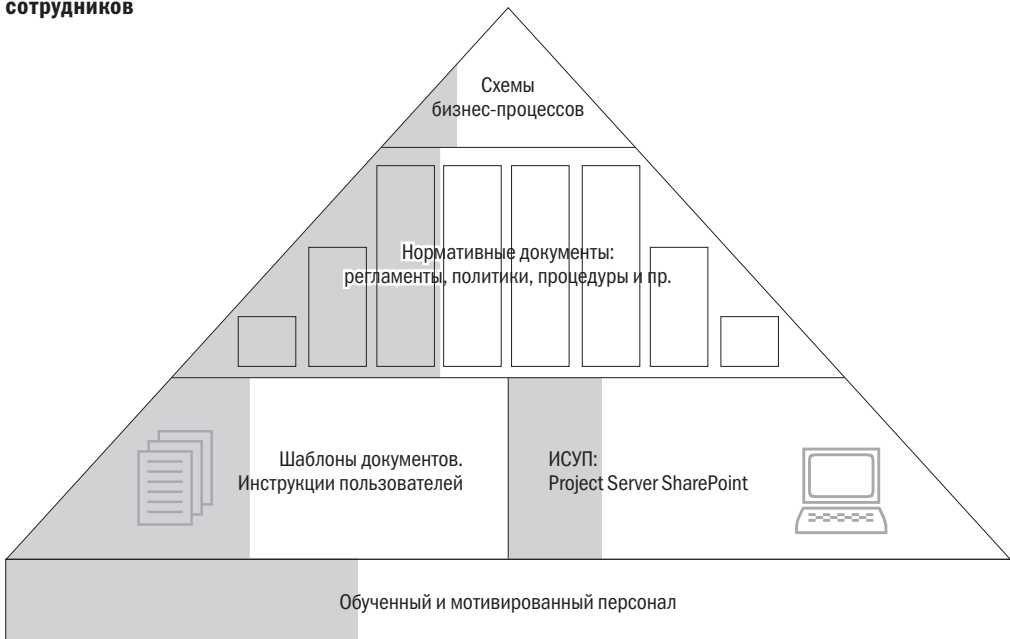 сотрудников
Схемы
бизнес-процессов
Нормативные документы:
регламенты, политики, процедуры и пр.
Шаблоны документов.
Инструкции пользователей
ИСУП:
Project Server SharePoint
Обученный и мотивированный персонал